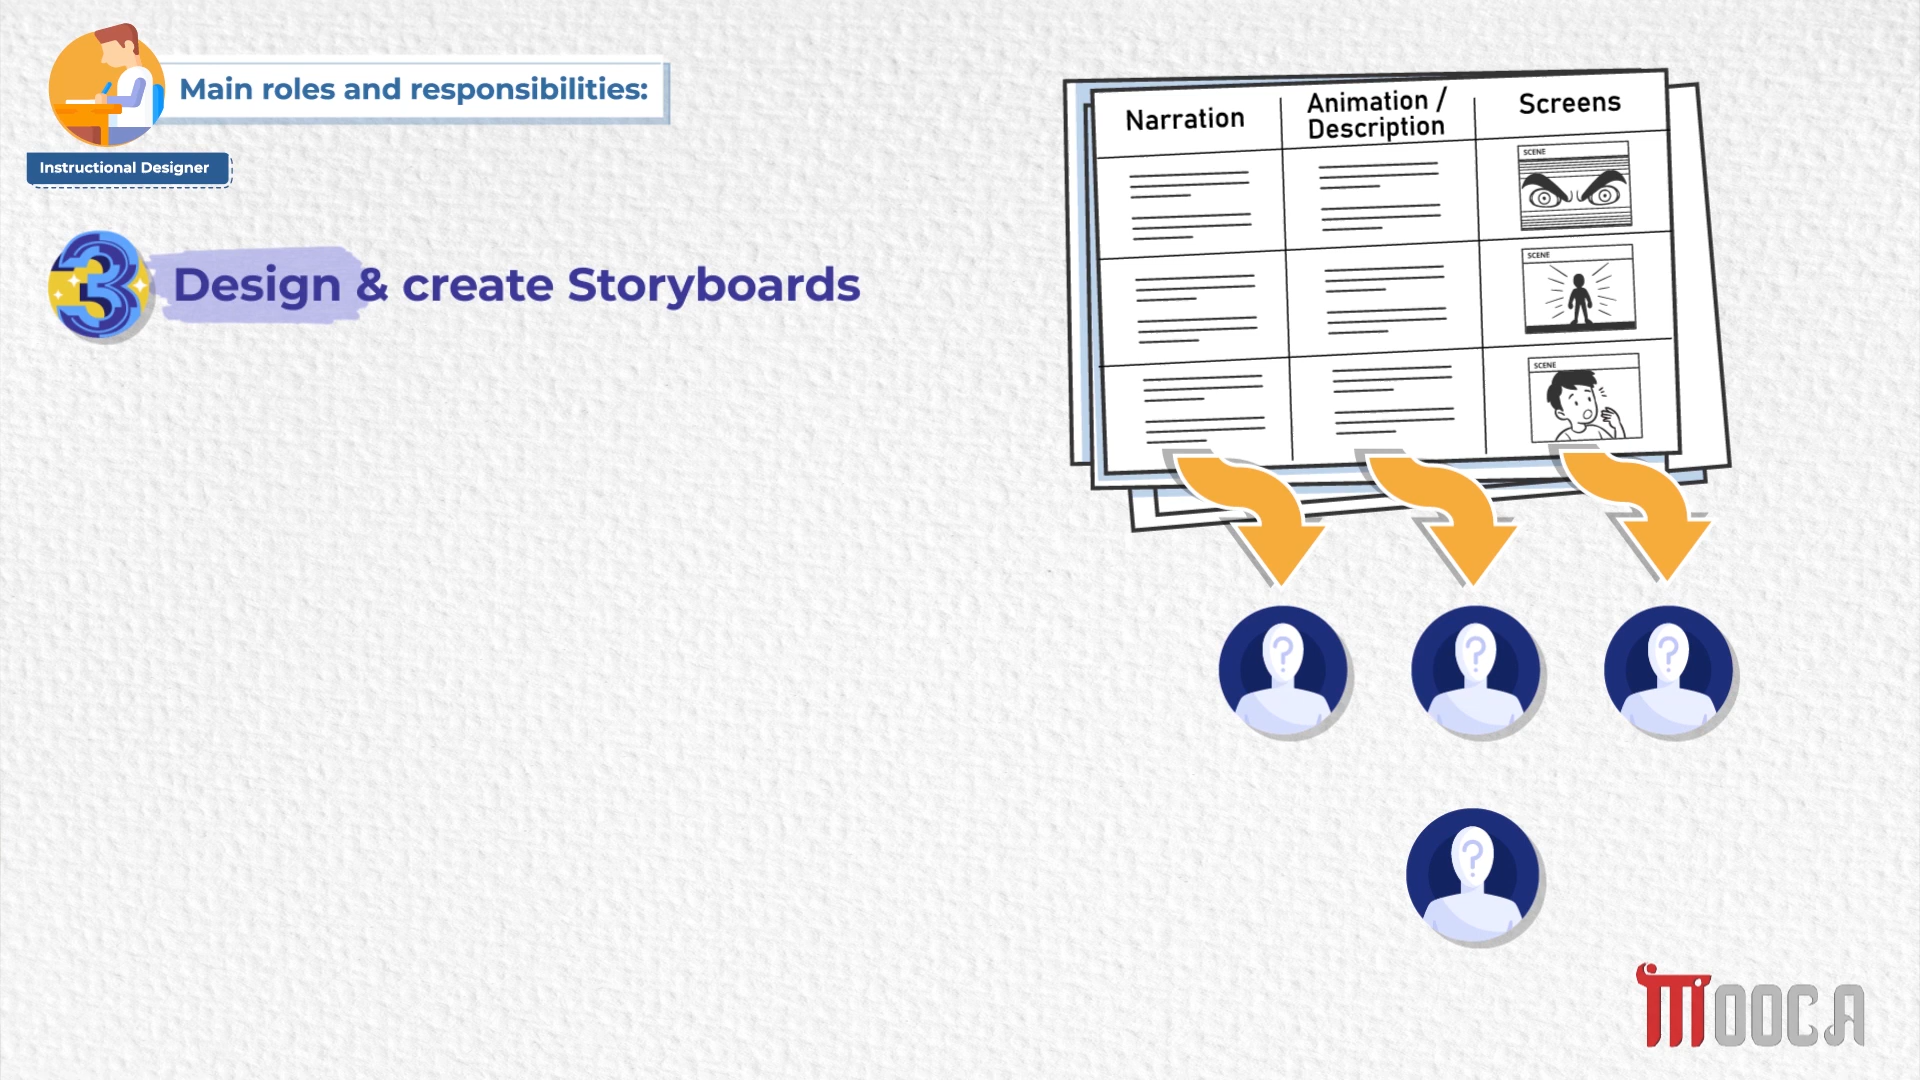 Main roles and responsibilities:
Instructional Designer
3 Design & create Storyboards
Narration
Animation /
Description
Screens
SCENE
SCENE
SCENE
?
?
?
?
MOOCA